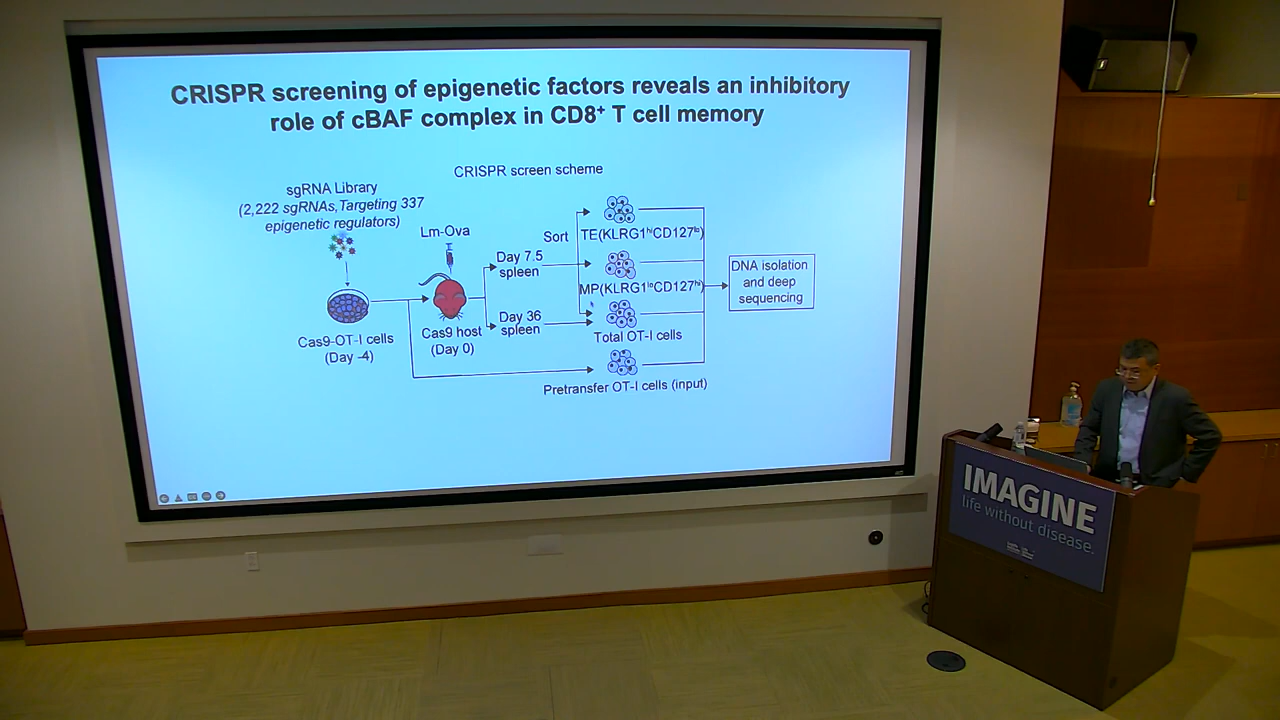 CRISPR screening of epigenetic factors reveals an inhibitory
role of cBAF complex in CD8⁺ T cell memory
CRISPR screen scheme
sgRNA Library
(2,222 sgRNAs,Targeting 337
epigenetic regulators)
Lm-Ova
Cas9-OT-I cells
(Day -4)
Cas9 host
(Day 0)
Day 7.5
spleen
Day 36
spleen
Sort
TE(KLRG1ʰⁱCD127ˡᵒ)
MP(KLRG1ˡᵒCD127ʰⁱ)
Total OT-I cells
Pretransfer OT-I cells (input)
DNA isolation
and deep
sequencing
IMAGINE
life without disease.